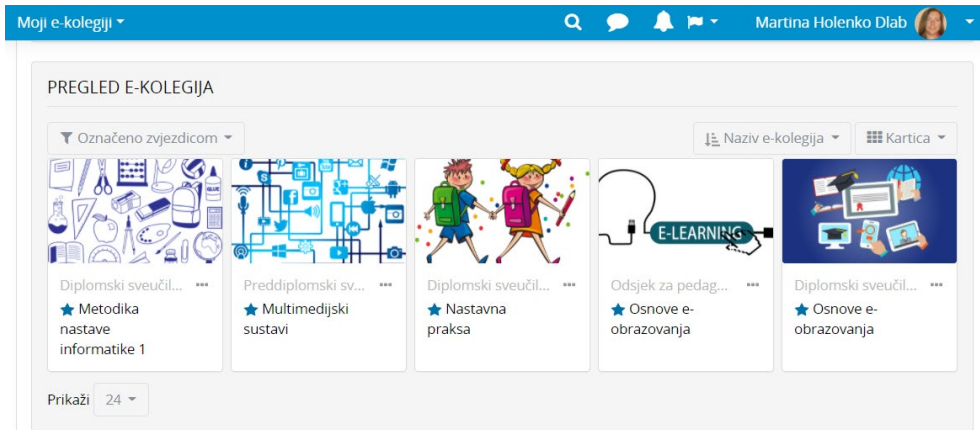 Moji e-kolegiji
Martina Holenko Dlab
PREGLED E-KOLEGIJA
Označeno zvjezdicom
Naziv e-kolegija
Kartica
GLUE
E-LEARNING
Diplomski sveučil...
Metodika
nastave
informatike 1
Preddiplomski sv...
Multimedijski
sustavi
Diplomski sveučil...
Nastavna
praksa
Odsjek za pedag...
Osnove e-
obrazovanja
Diplomski sveučil...
Osnove e-
obrazovanja
Prikaži 24